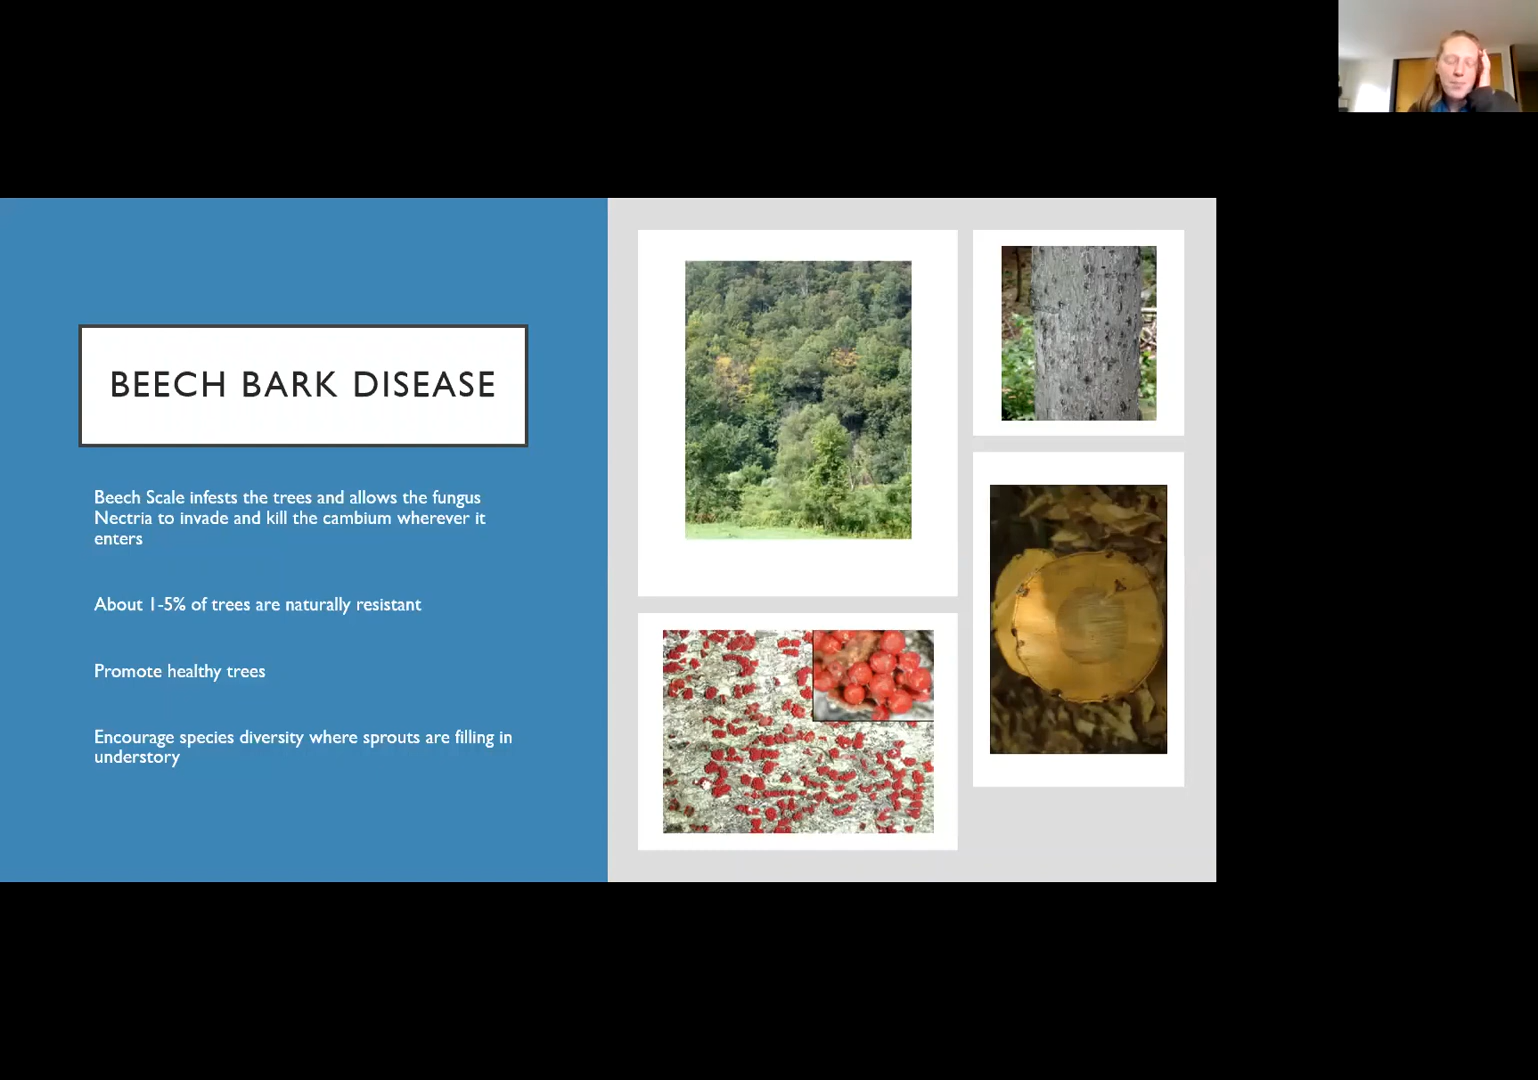 BEECH BARK DISEASE
Beech Scale infests the trees and allows the fungus
Nectria to invade and kill the cambium wherever it
enters
About 1-5% of trees are naturally resistant
Promote healthy trees
Encourage species diversity where sprouts are filling in
understory